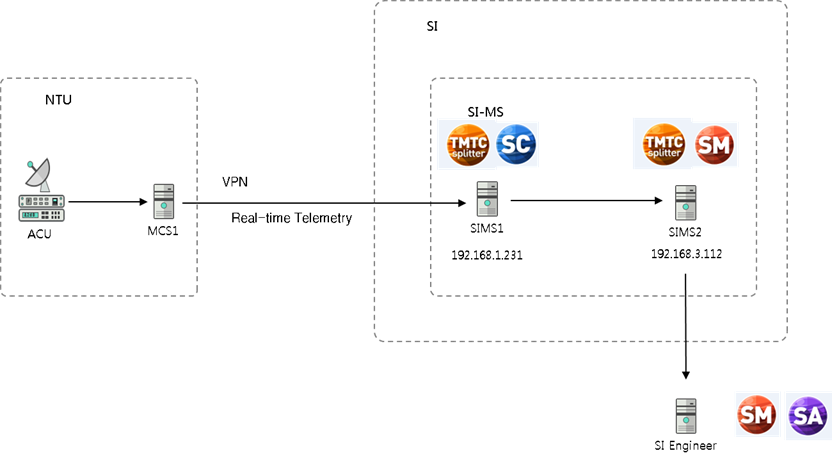 SI
NTU
SI-MS
TMTC
splitter
SC
TMTC
splitter
SM
VPN
Real-time Telemetry
ACU
MCS1
SIMS1
192.168.1.231
SIMS2
192.168.3.112
SM
SA
SI Engineer